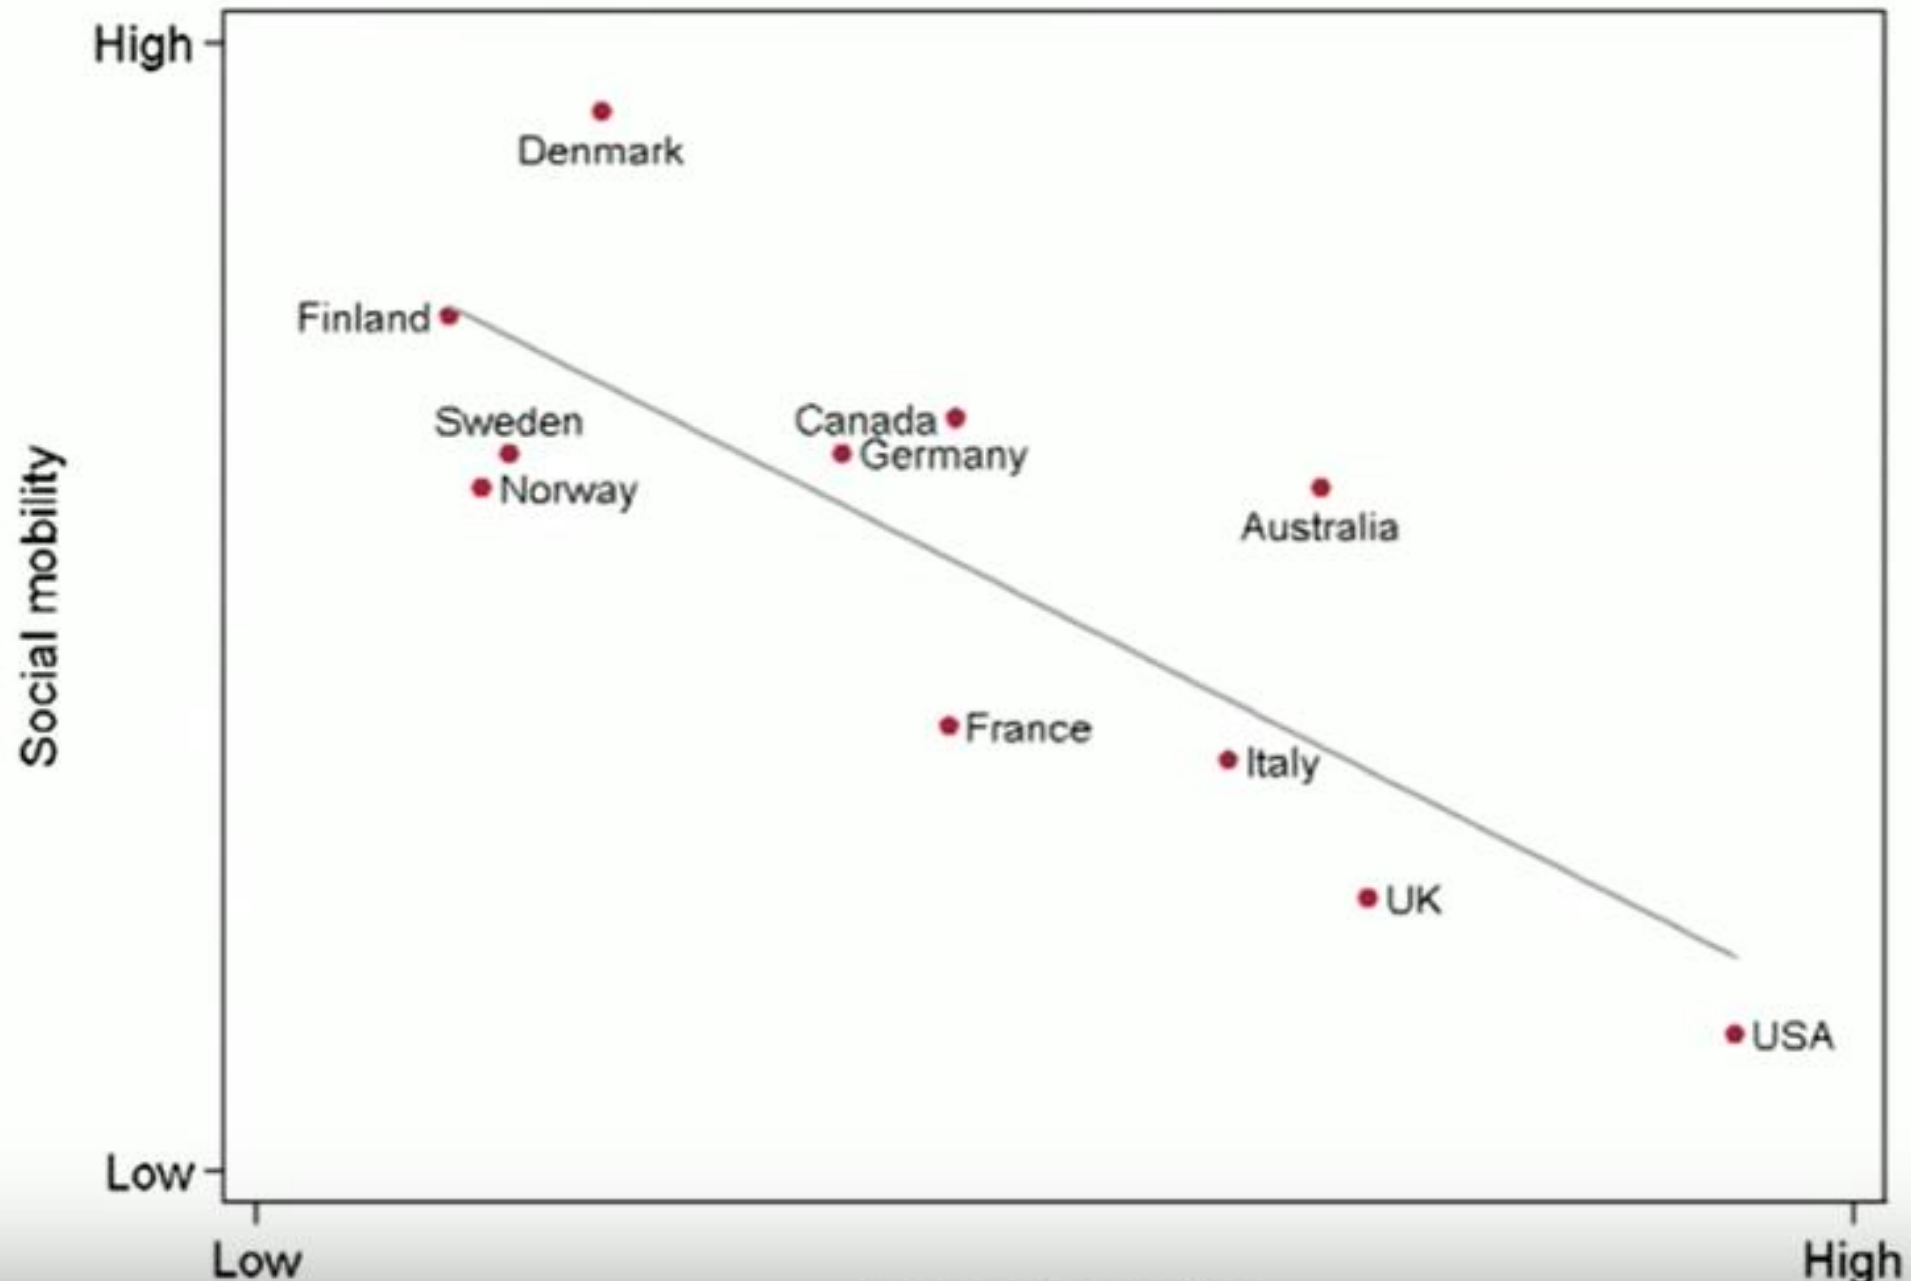 High
Denmark
Finland
Sweden
Canada
Germany
Norway
Australia
Social mobility
France
Italy
UK
USA
Low
Low
High